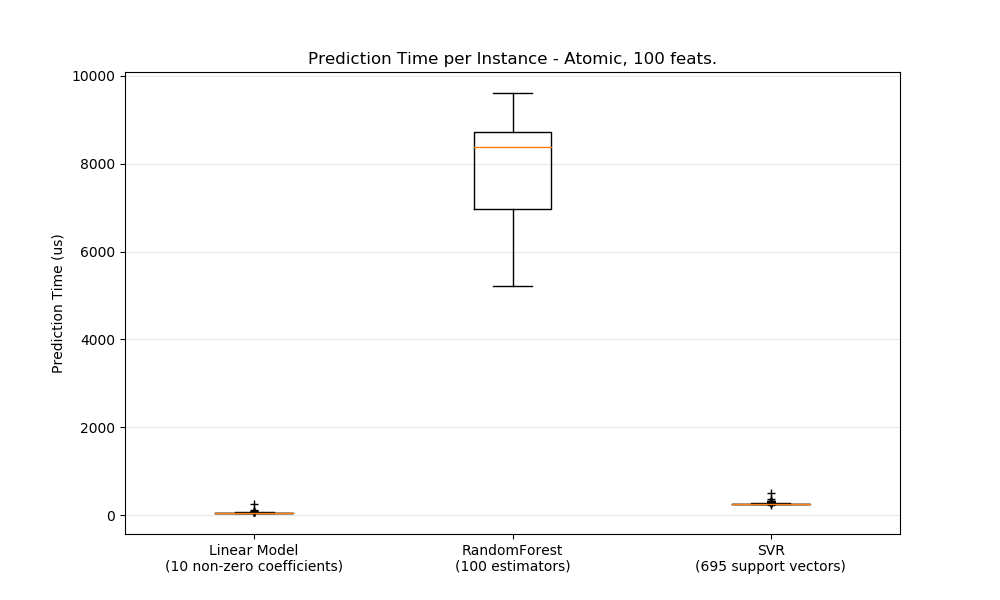 Prediction Time per Instance - Atomic, 100 feats.
10000
8000
6000
4000
2000
0
Prediction Time (us)
Linear Model
(10 non-zero coefficients)
RandomForest
(100 estimators)
SVR
(695 support vectors)